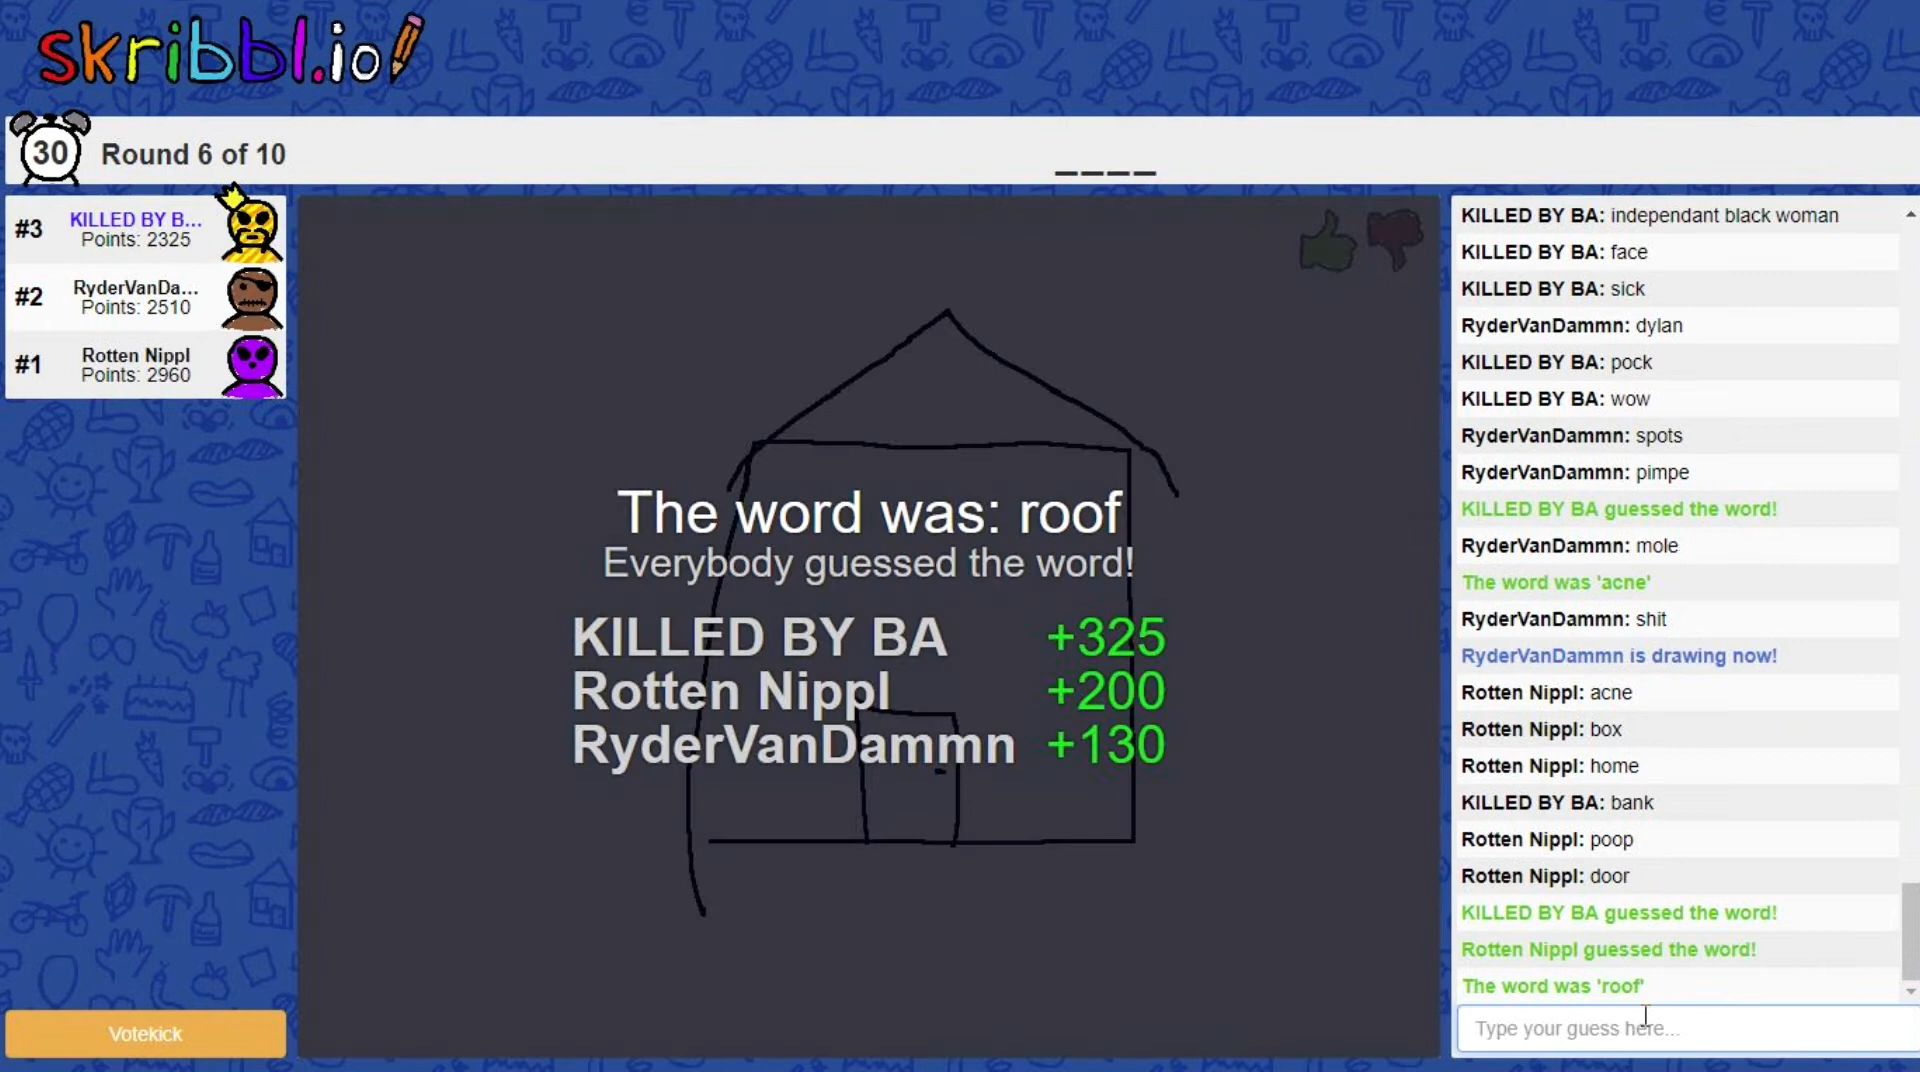 skribbl.io
30
Round 6 of 10
____
#3
KILLED BY B...
Points: 2325
#2
RyderVanDa...
Points: 2510
#1
Rotten Nippl
Points: 2960
The word was: roof
Everybody guessed the word!
KILLED BY BA +325
Rotten Nippl +200
RyderVanDammn +130
KILLED BY BA: independant black woman
KILLED BY BA: face
KILLED BY BA: sick
RyderVanDammn: dylan
KILLED BY BA: pock
KILLED BY BA: wow
RyderVanDammn: spots
RyderVanDammn: pimpe
KILLED BY BA guessed the word!
RyderVanDammn: mole
The word was 'acne'
RyderVanDammn: shit
RyderVanDammn is drawing now!
Rotten Nippl: acne
Rotten Nippl: box
Rotten Nippl: home
KILLED BY BA: bank
Rotten Nippl: poop
Rotten Nippl: door
KILLED BY BA guessed the word!
Rotten Nippl guessed the word!
The word was 'roof'
Type your guess here...
Votekick